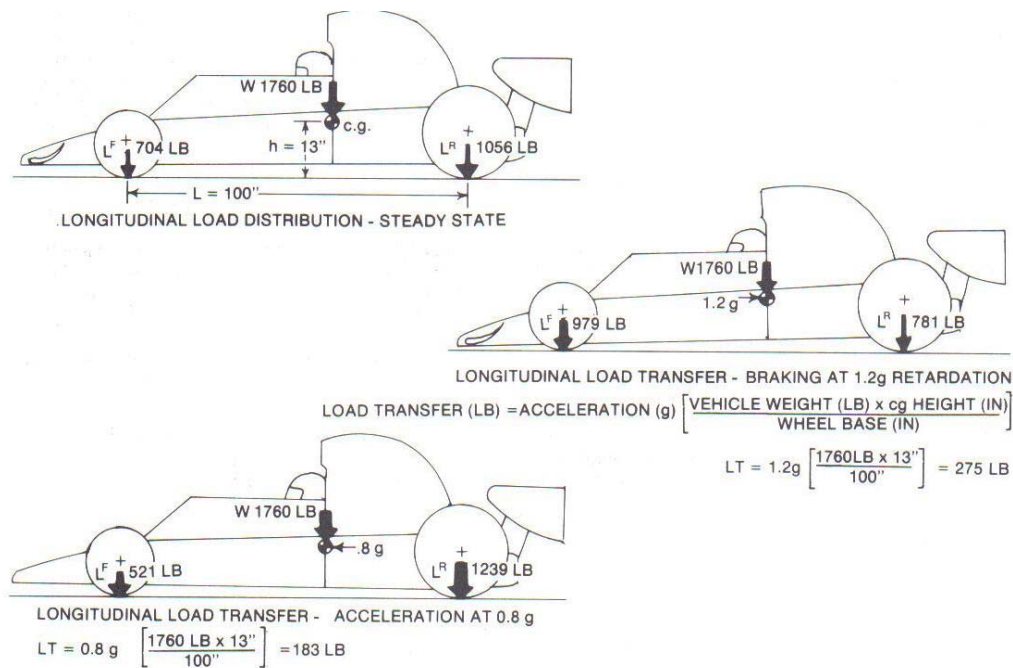 W 1760 LB
c.g.
h = 13"
L^F 704 LB
L^R 1056 LB
L = 100"
.LONGITUDINAL LOAD DISTRIBUTION - STEADY STATE
W1760 LB
1.2 g
L^F 979 LB
L^R 781 LB
LONGITUDINAL LOAD TRANSFER - BRAKING AT 1.2g RETARDATION
LOAD TRANSFER (LB) = ACCELERATION (g) [VEHICLE WEIGHT (LB) x cg HEIGHT (IN)
WHEEL BASE (IN)]
LT = 1.2g [1760LB x 13"
100"] = 275 LB
W 1760 LB
.8 g
L^F 521 LB
L^R 1239 LB
LONGITUDINAL LOAD TRANSFER - ACCELERATION AT 0.8 g
LT = 0.8 g [1760 LB x 13"
100"] = 183 LB